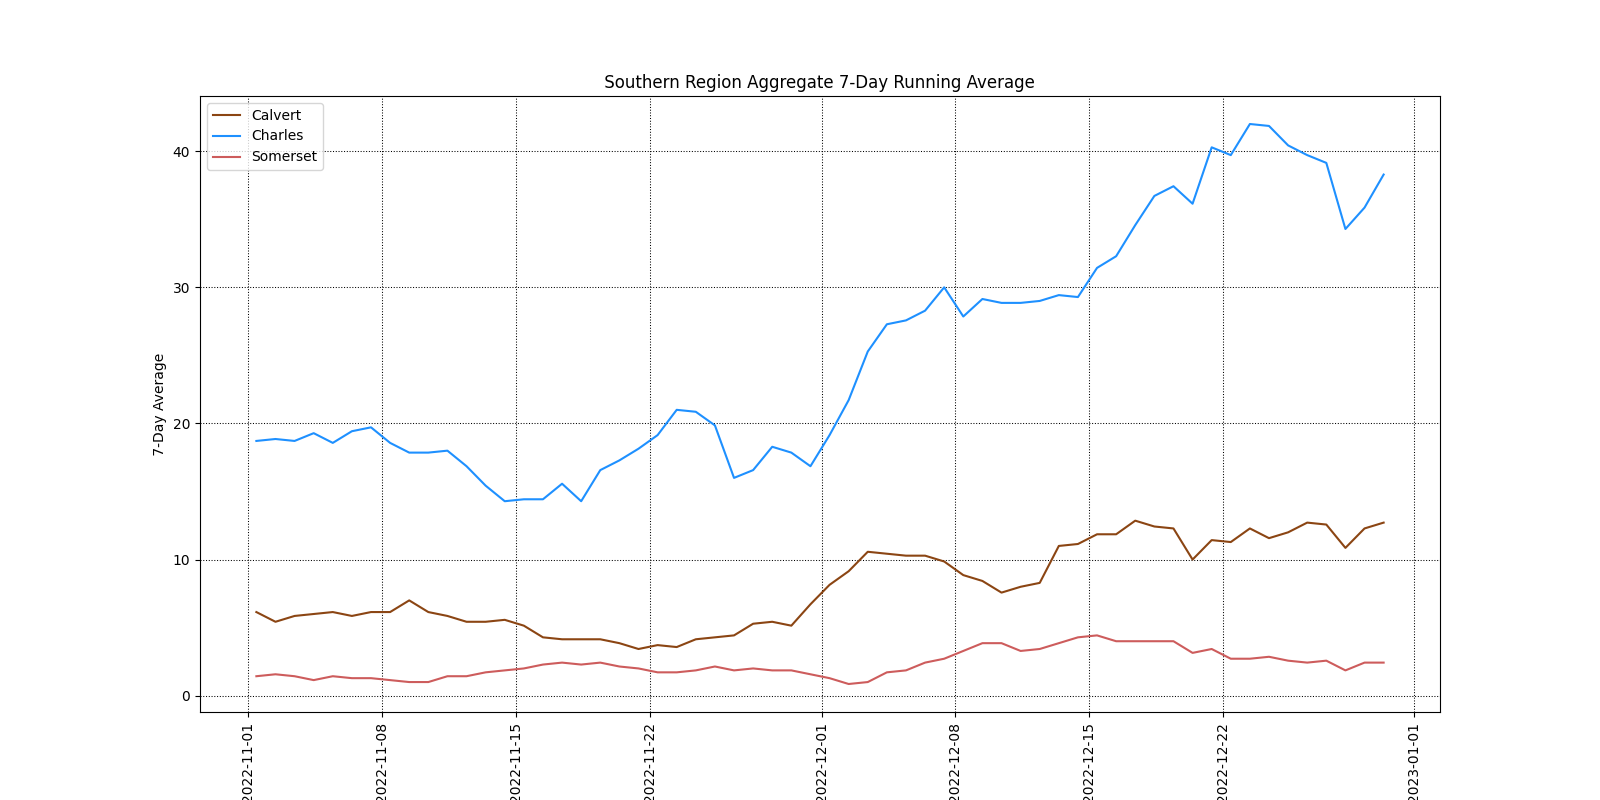 Southern Region Aggregate 7-Day Running Average
Calvert
Charles
Somerset
7-Day Average
40
30
20
10
0
2022-11-01
2022-11-08
2022-11-15
2022-11-22
2022-12-01
2022-12-08
2022-12-15
2022-12-22
2023-01-01